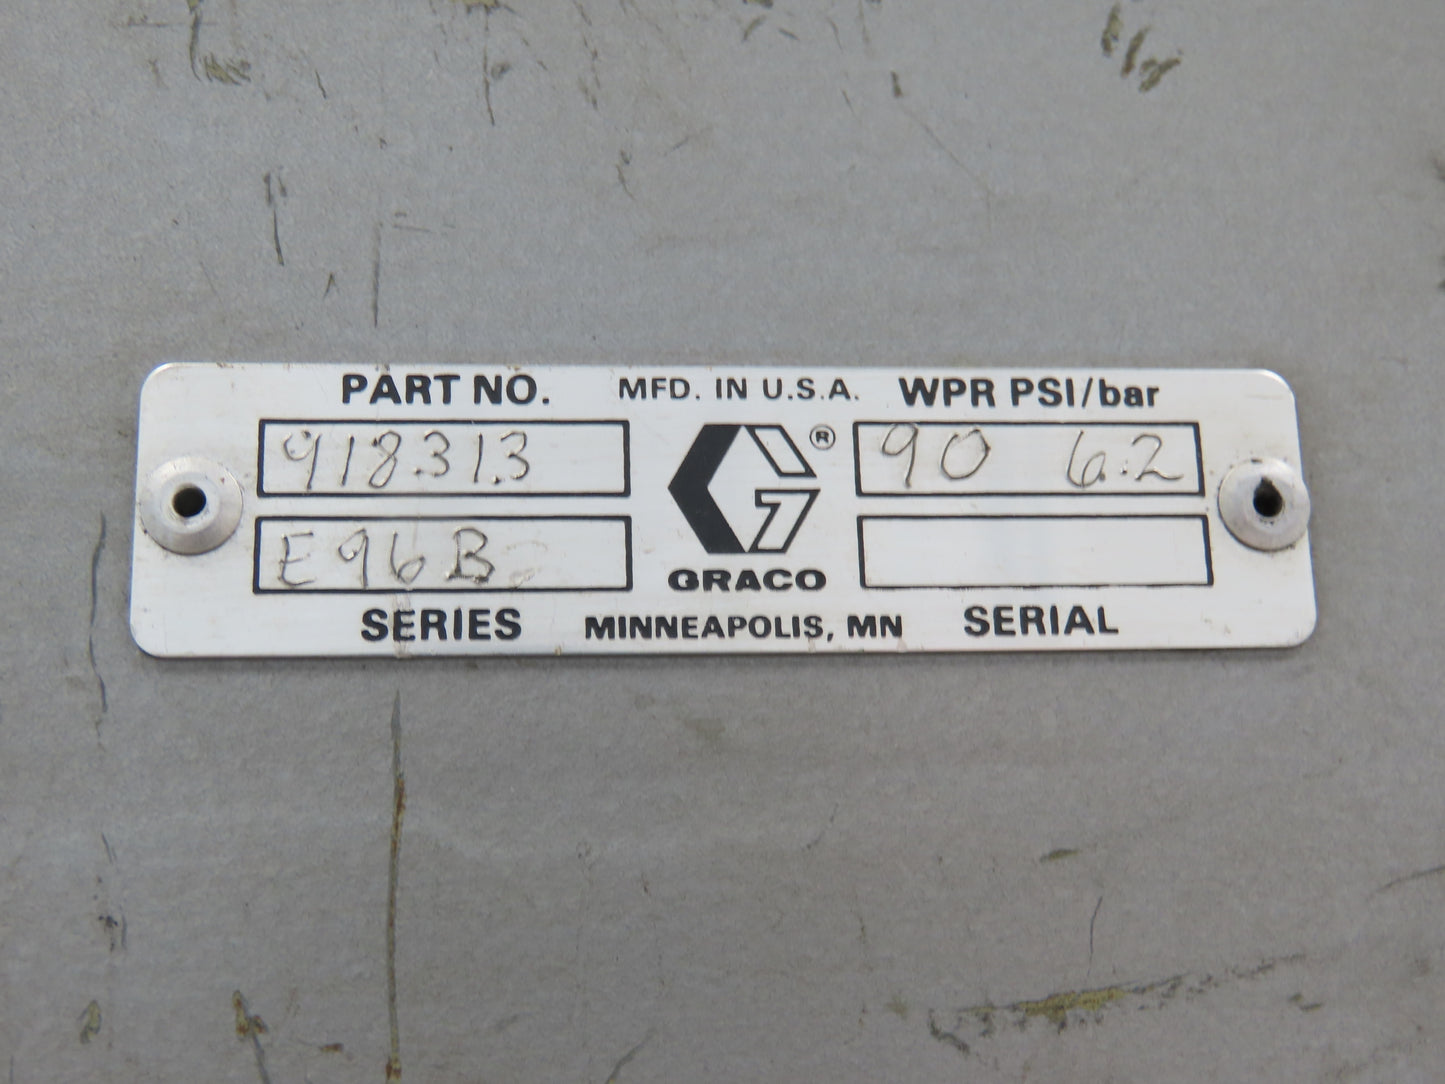 PART NO. MFD. IN U.S.A. WPR PSI/bar
918313 ® 90 6.2
E96B
GRACO
SERIES MINNEAPOLIS, MN SERIAL